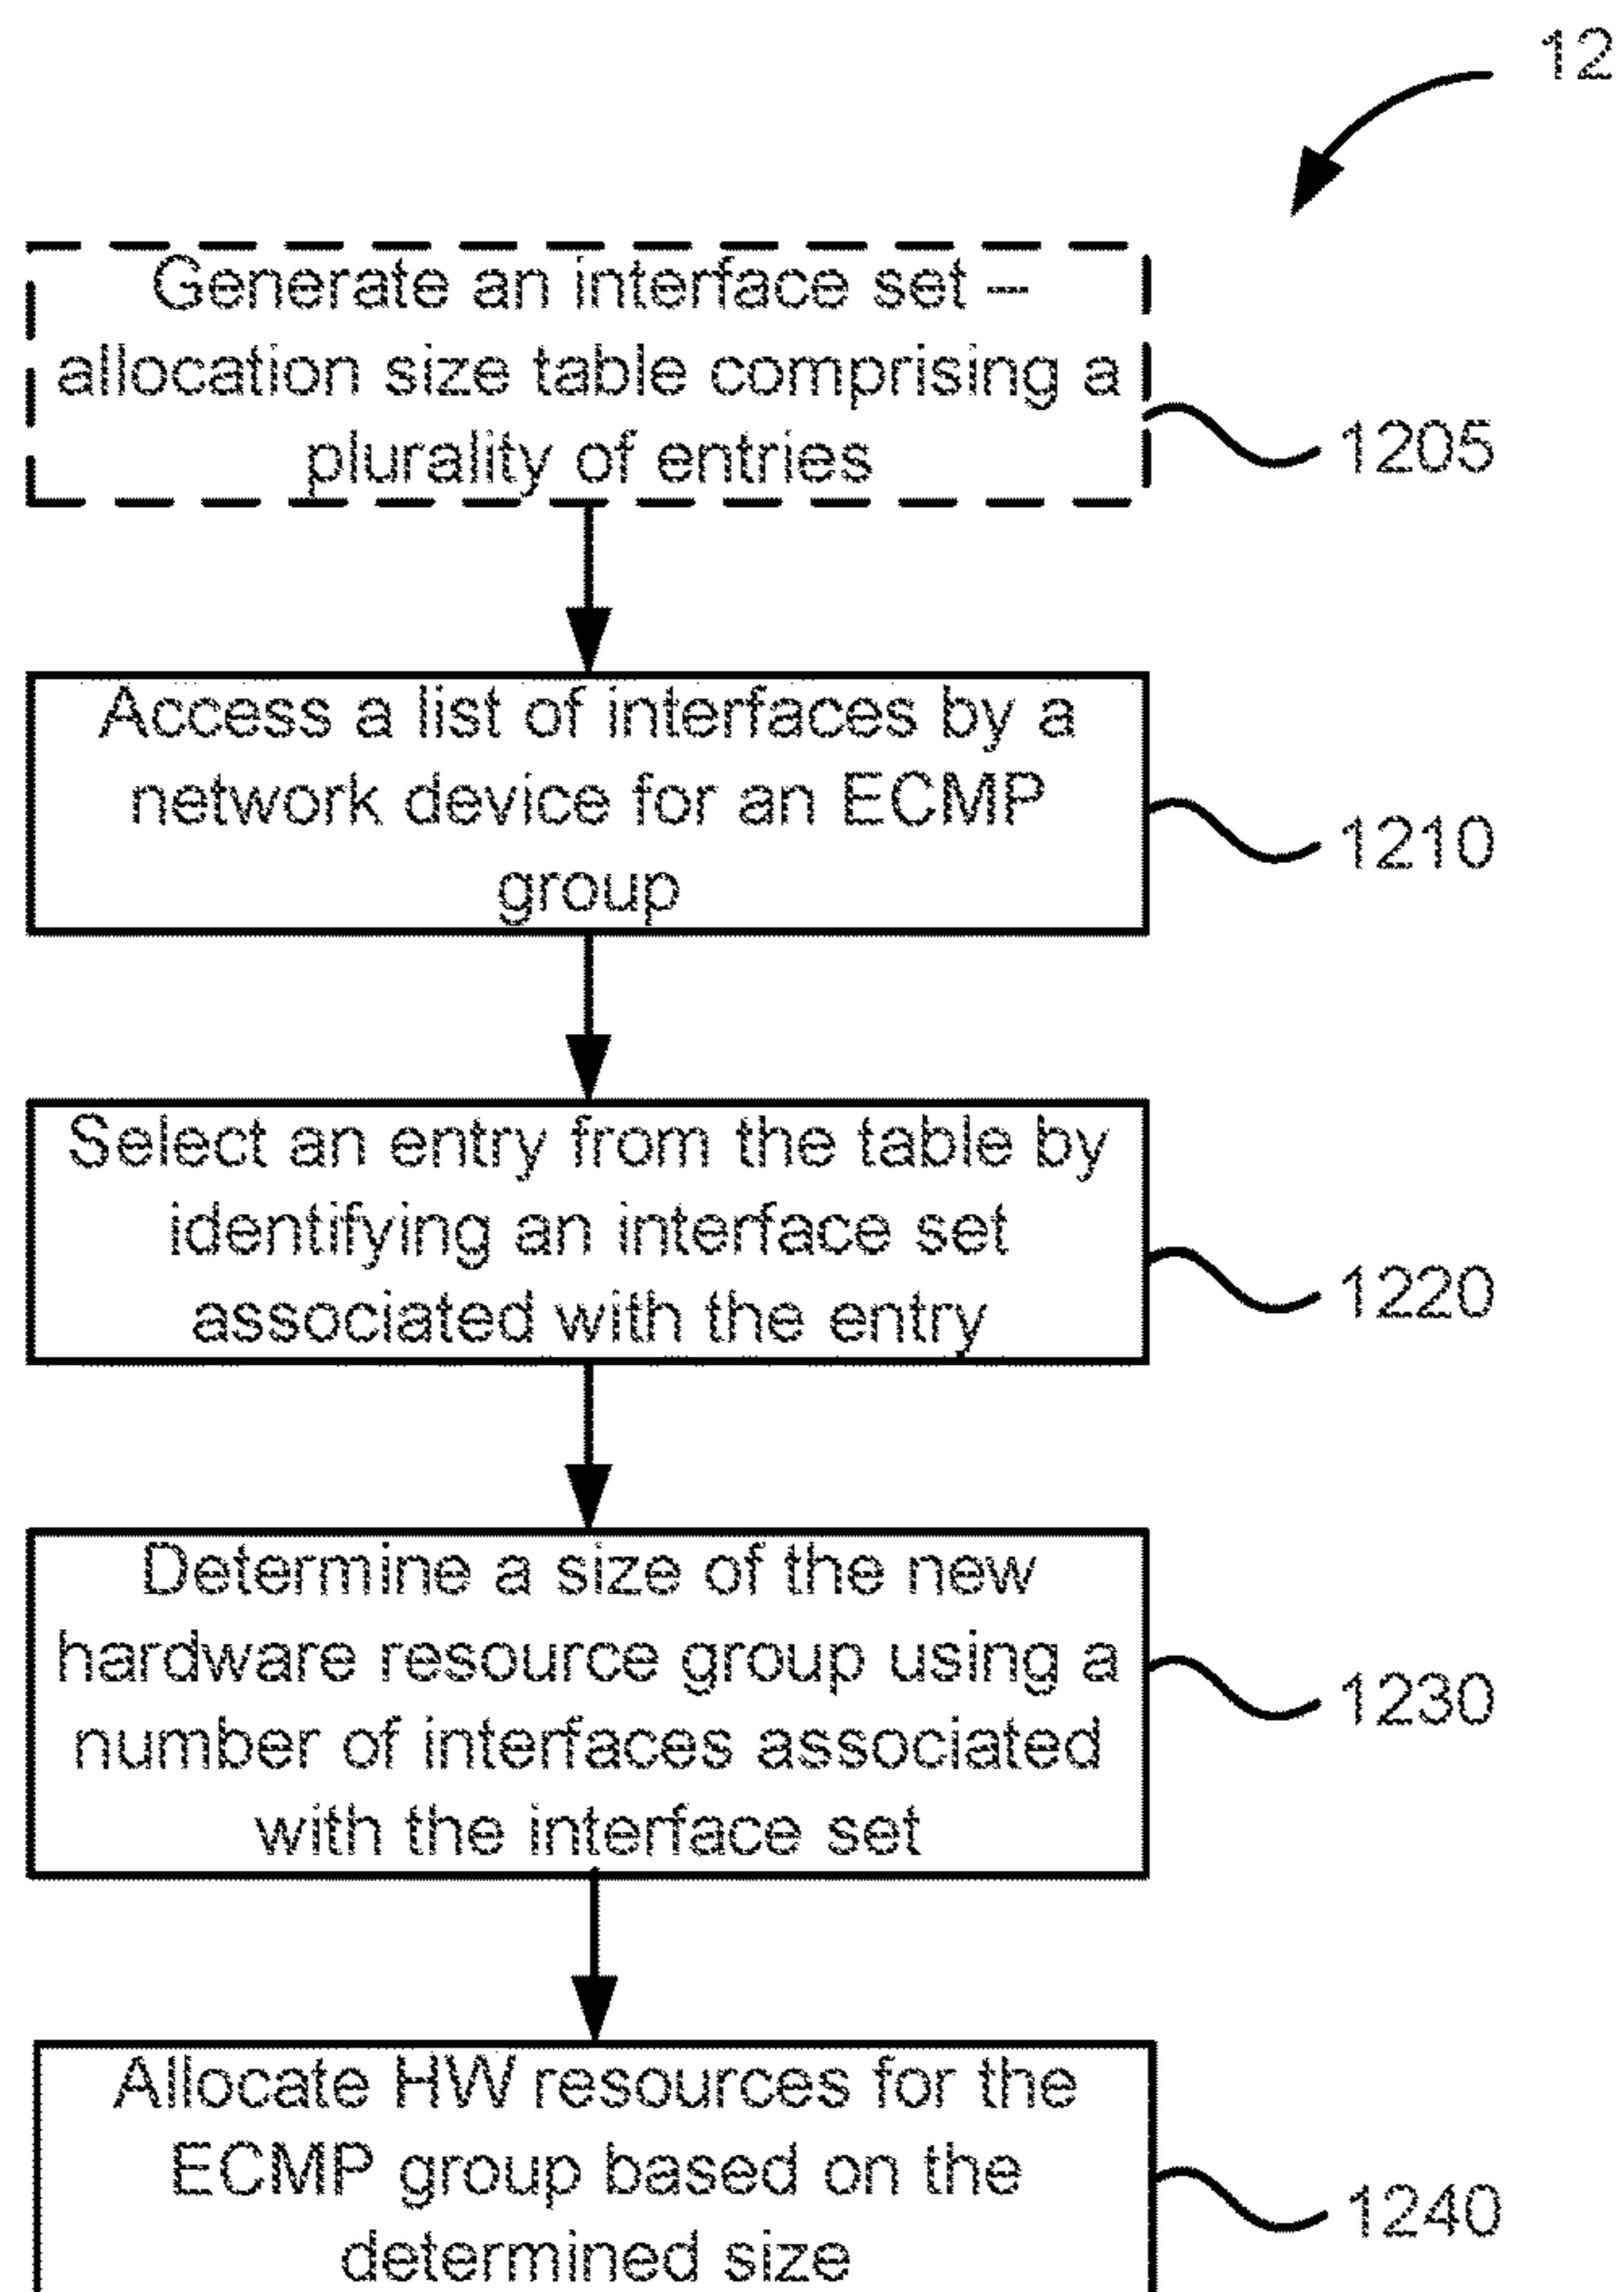 12
Generate an interface set –
allocation size table comprising a
plurality of entries
1205
Access a list of interfaces by a
network device for an ECMP
group
1210
Select an entry from the table by
identifying an interface set
associated with the entry
1220
Determine a size of the new
hardware resource group using a
number of interfaces associated
with the interface set
1230
Allocate HW resources for the
ECMP group based on the
determined size
1240